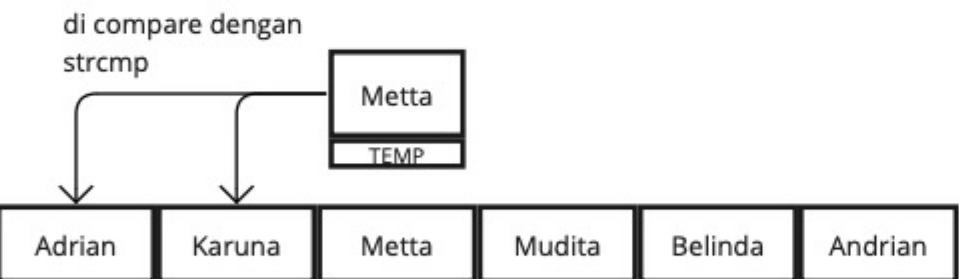 di compare dengan
strcmp
Metta
TEMP
Adrian Karuna Metta Mudita Belinda Andrian